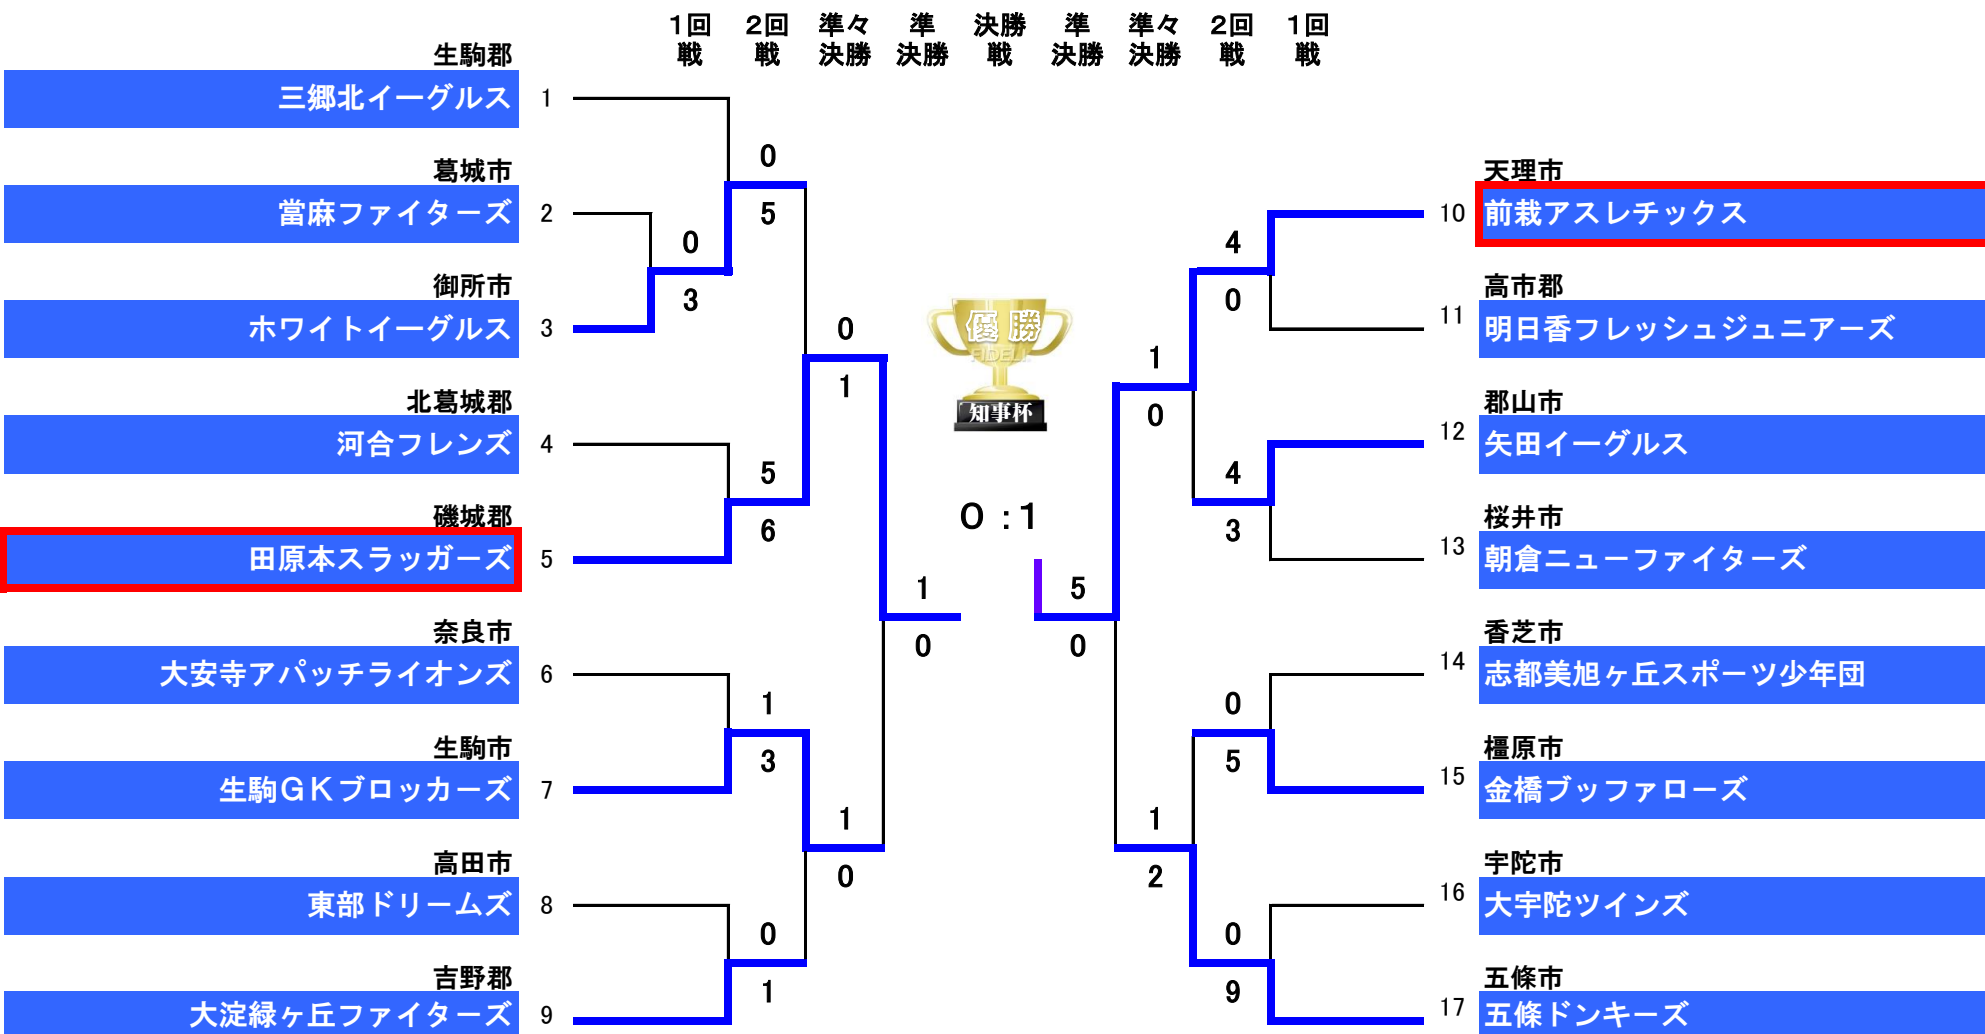 1回 2回 準々 準 決勝 準 準々 2回 1回
戦 戦 決勝 決勝 戦 決勝 決勝 戦 戦
生駒郡
三郷北イーグルス 1
0
葛城市
當麻ファイターズ 2
5
0
御所市
ホワイトイーグルス 3
3
0
1
北葛城郡
河合フレンズ 4
5
磯城郡
田原本スラッガーズ 5
6
1
0
奈良市
大安寺アパッチライオンズ 6
1
生駒市
生駒GKブロッカーズ 7
3
1
0
高田市
東部ドリームズ 8
0
吉野郡
大淀緑ヶ丘ファイターズ 9
1
優勝
FIDELI
知事杯
0:1
天理市
10 前栽アスレチックス
4
高市郡
11 明日香フレッシュジュニアーズ
0
1
0
郡山市
12 矢田イーグルス
4
桜井市
13 朝倉ニューファイターズ
3
5
0
香芝市
14 志都美旭ヶ丘スポーツ少年団
0
橿原市
15 金橋ブッファローズ
5
1
2
宇陀市
16 大宇陀ツインズ
0
五條市
17 五條ドンキーズ
9